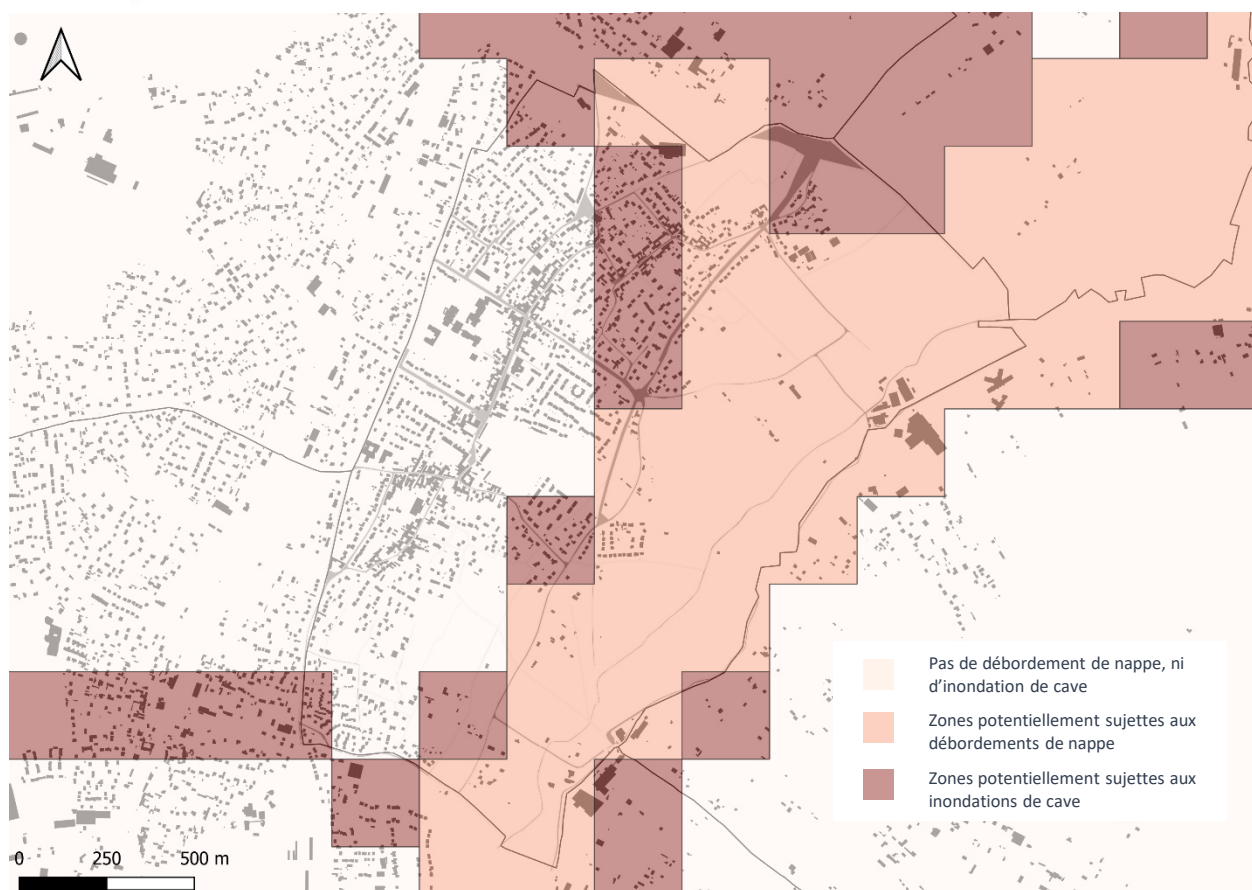 Pas de débordement de nappe, ni
d’inondation de cave
Zones potentiellement sujettes aux
débordements de nappe
Zones potentiellement sujettes aux
inondations de cave
0 250 500 m